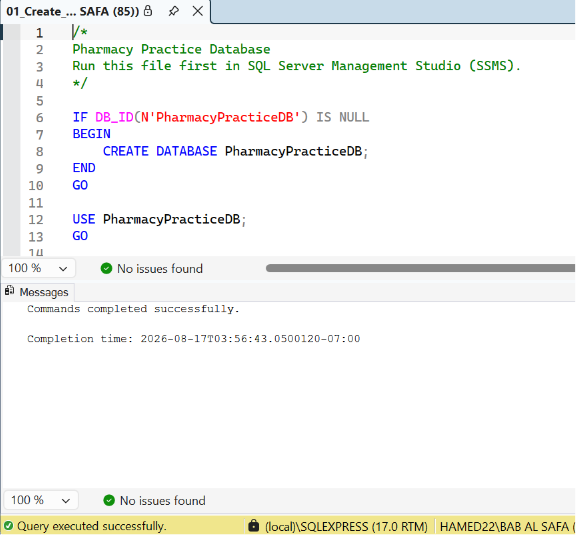 01_Create_... SAFA (85))
1 /*
2 Pharmacy Practice Database
3 Run this file first in SQL Server Management Studio (SSMS).
4 */
5
6 IF DB_ID(N'PharmacyPracticeDB') IS NULL
7 BEGIN
8 CREATE DATABASE PharmacyPracticeDB;
9 END
10 GO
11
12 USE PharmacyPracticeDB;
13 GO
14
100 % No issues found
Messages
Commands completed successfully.
Completion time: 2026-08-17T03:56:43.0500120-07:00
100 % No issues found
Query executed successfully. (local)\SQLEXPRESS (17.0 RTM) HAMED22\BAB AL SAFA (